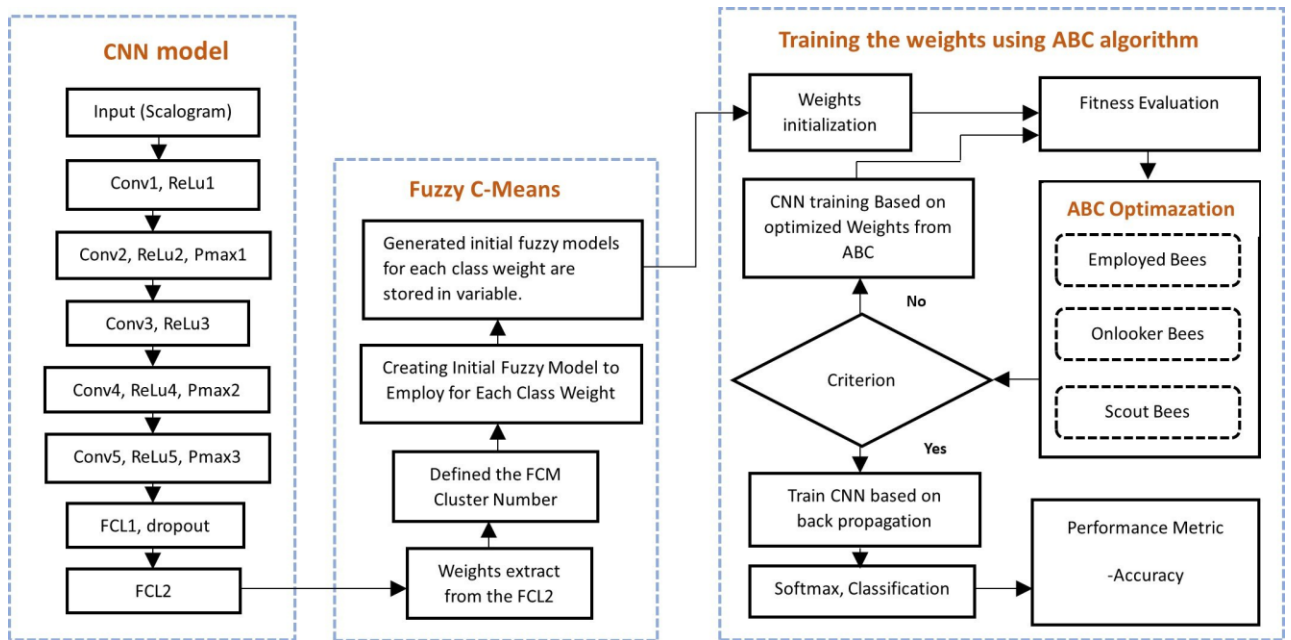 CNN model
Input (Scalogram)
Conv1, ReLu1
Conv2, ReLu2, Pmax1
Conv3, ReLu3
Conv4, ReLu4, Pmax2
Conv5, ReLu5, Pmax3
FCL1, dropout
FCL2
Fuzzy C-Means
Generated initial fuzzy models
for each class weight are
stored in variable.
Creating Initial Fuzzy Model to
Employ for Each Class Weight
Defined the FCM
Cluster Number
Weights extract
from the FCL2
Training the weights using ABC algorithm
Weights
initialization
Fitness Evaluation
CNN training Based on
optimized Weights from
ABC
ABC Optimazation
Employed Bees
Onlooker Bees
Scout Bees
No
Criterion
Yes
Train CNN based on
back propagation
Softmax, Classification
Performance Metric
-Accuracy